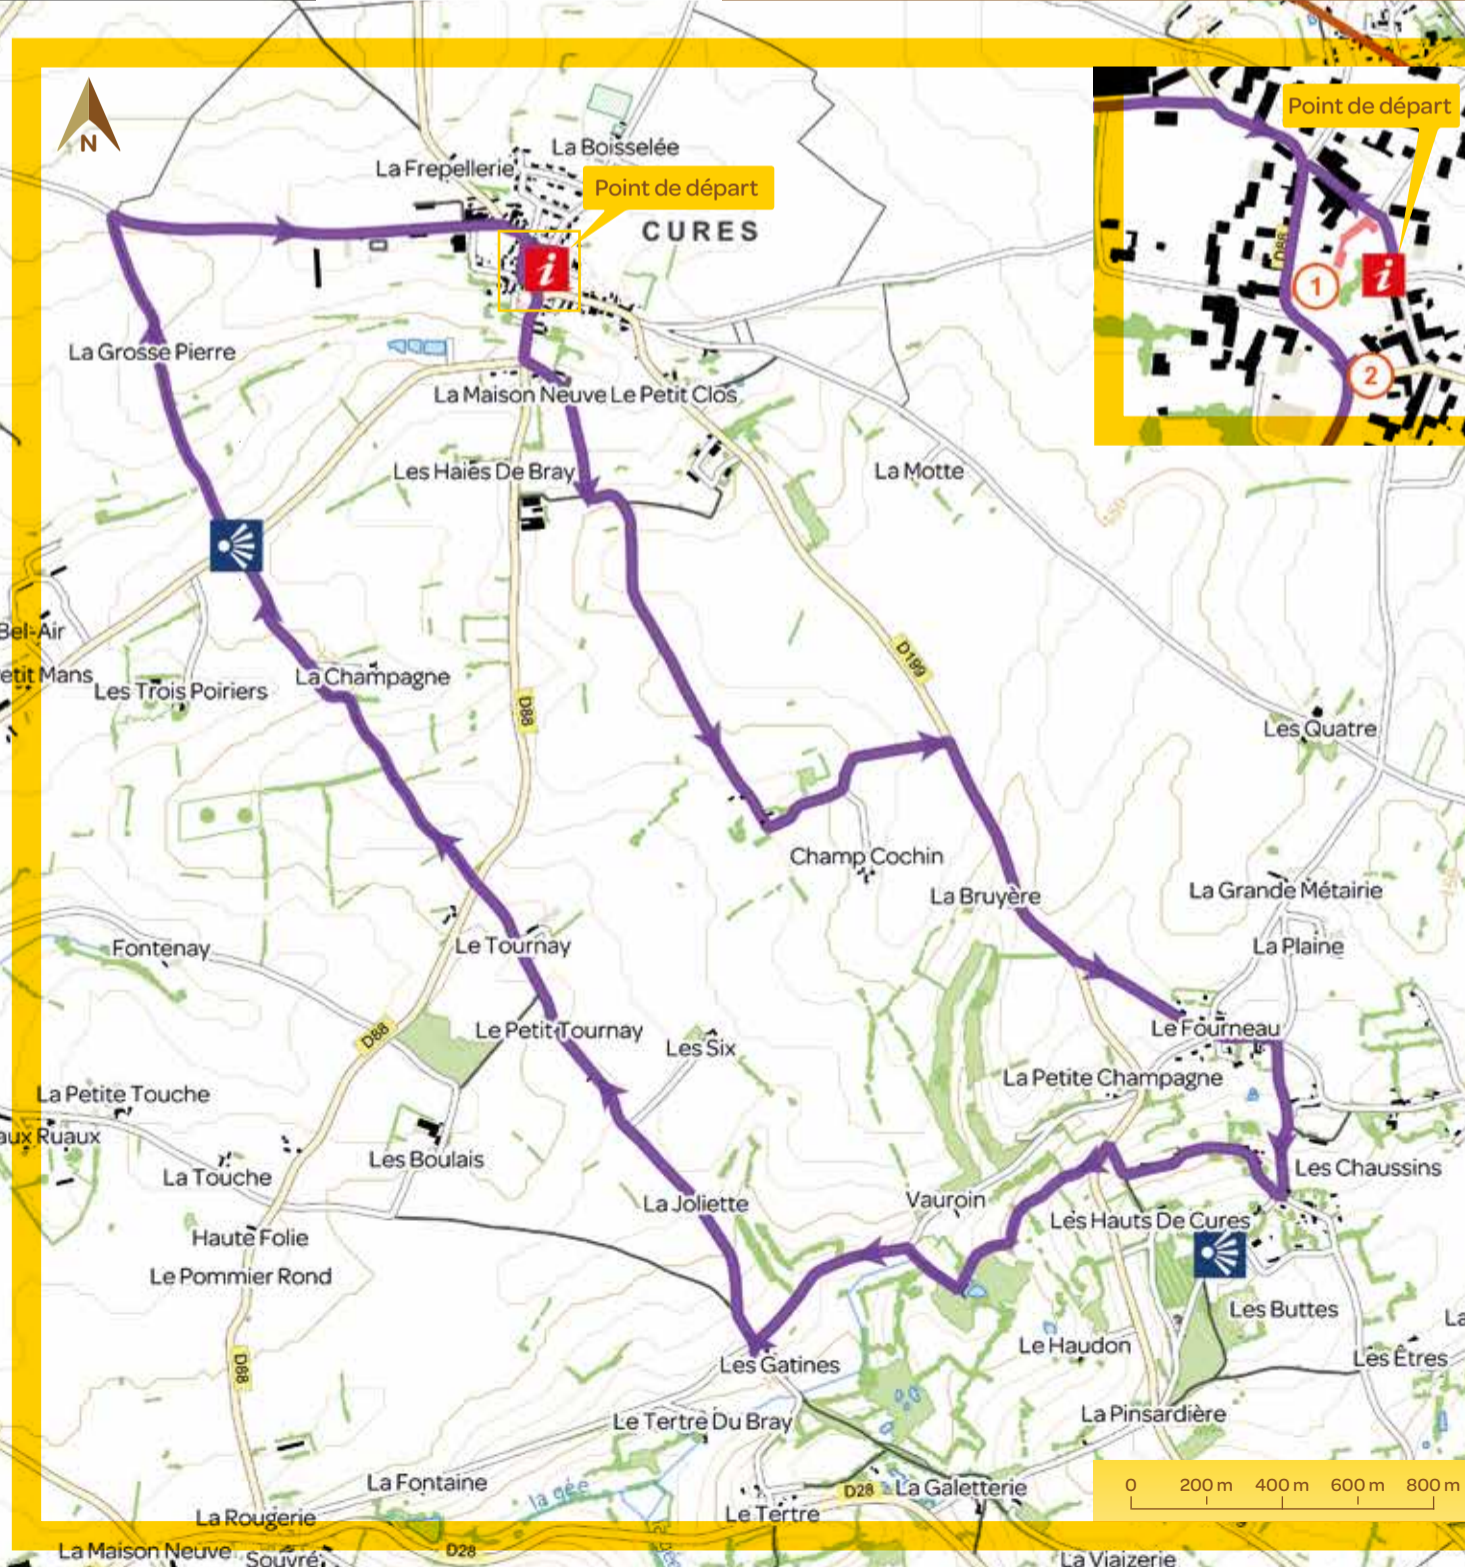 Point de départ
La Boisselée
La Frepellerie
Point de départ
CURES
D88
1
i
i
2
N
La Grosse Pierre
La Maison Neuve
Le Petit Clos
Les Haies De Bray
La Motte
Bel-Air
etit Mans
La Champagne
Les Trois Poiriers
D199
D88
Les Quatre
150
Champ Cochin
La Bruyère
La Grande Métairie
La Plaine
Fontenay
Le Tournay
Le Petit Tournay
D88
Les Six
Le Fourneau
La Petite Champagne
La Petite Touche
aux Ruaux
La Touche
Les Boulais
Les Chaussins
La Joliette
Vauroin
Les Hauts De Cures
Haute Folie
Le Pommier Rond
Les Buttes
La
Le Haudon
Les Êtres
D88
Les Gatines
Le Tertre Du Bray
La Pinsardière
La Fontaine
la gée
D28
La Galetterie
0 200 m 400 m 600 m 800 m
La Rougerie
Le Tertre
La Maison Neuve
Souvré
D28
La Viaizerie